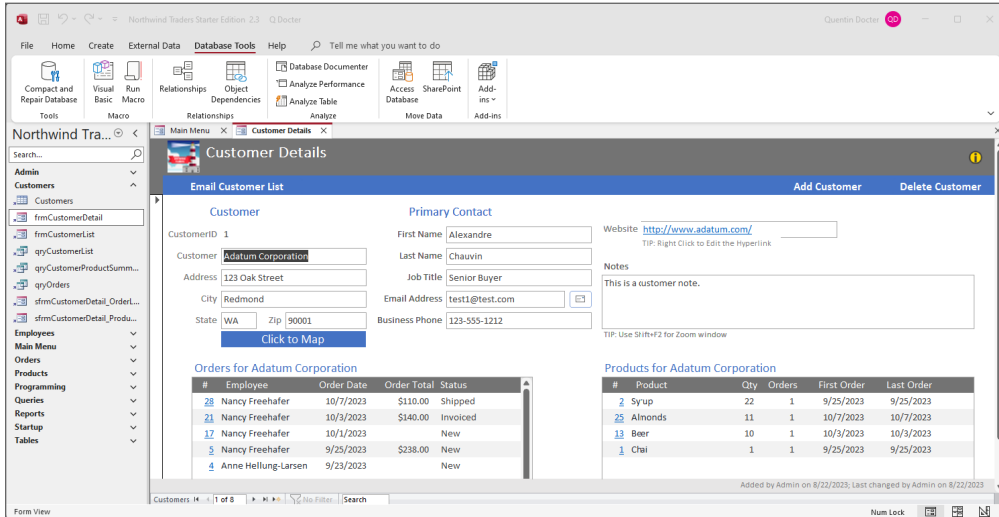 Northwind Traders Starter Edition 2.3 Q Docter
Quentin Docter
QD
File Home Create External Data Database Tools Help Tell me what you want to do
Compact and Repair Database
Visual Basic
Run Macro
Relationships
Object Dependencies
Database Documenter
Analyze Performance
Analyze Table
Access Database
SharePoint
Add-ins
Tools Macro Relationships Analyze Move Data Add-ins
Northwind Tra...
Search...
Admin
Customers
Customers
frmCustomerDetail
frmCustomerList
qryCustomerList
qryCustomerProductSumm...
qryOrders
sfrmCustomerDetail_OrderL...
sfrmCustomerDetail_Produ...
Employees
Main Menu
Orders
Products
Programming
Queries
Reports
Startup
Tables
Main Menu X Customer Details X
Customer Details
Email Customer List Add Customer Delete Customer
Customer
CustomerID 1
Customer Adatum Corporation
Address 123 Oak Street
City Redmond
State WA Zip 90001
Click to Map
Primary Contact
First Name Alexandre
Last Name Chauvin
Job Title Senior Buyer
Email Address test1@test.com
Business Phone 123-555-1212
Website http://www.adatum.com/
TIP: Right Click to Edit the Hyperlink
Notes
This is a customer note.
TIP: Use Shift+F2 for Zoom window
Orders for Adatum Corporation
# Employee Order Date Order Total Status
28 Nancy Freehafer 10/7/2023 $110.00 Shipped
21 Nancy Freehafer 10/3/2023 $140.00 Invoiced
17 Nancy Freehafer 10/1/2023 New
5 Nancy Freehafer 9/25/2023 $238.00 New
4 Anne Hellung-Larsen 9/23/2023 New
Products for Adatum Corporation
# Product Qty Orders First Order Last Order
2 Sy'up 22 1 9/25/2023 9/25/2023
25 Almonds 11 1 10/7/2023 10/7/2023
13 Beer 10 1 10/3/2023 10/3/2023
1 Chai 1 1 9/25/2023 9/25/2023
Added by Admin on 8/22/2023; Last changed by Admin on 8/22/2023
Customers 1 of 8 No Filter Search
Form View Num Lock